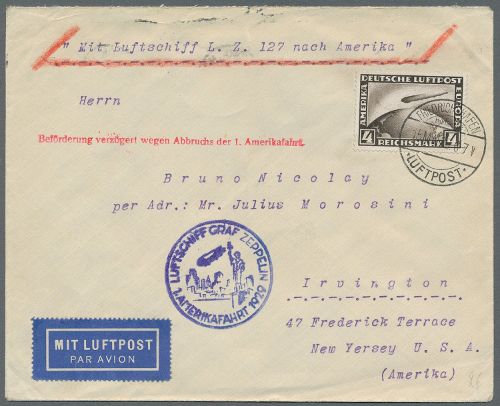 " Mit Luftschiff L. Z. 127 nach Amerika "
DEUTSCHE LUFTPOST
AMERIKA
EUROPA
4 4
REICHSMARK
FRIEDRICHSHAFEN
LUFTPOST
Herrn
Beförderung verzögert wegen Abbruchs der 1. Amerikafahrt.
Bruno Nicolay
per Adr.: Mr. Julius Morosini
LUFTSCHIFF GRAF ZEPPELIN
1. AMERIKAFAHRT 1929
Irvington
47 Frederick Terrace
New Yersey U. S. A.
(Amerika)
MIT LUFTPOST
PAR AVION